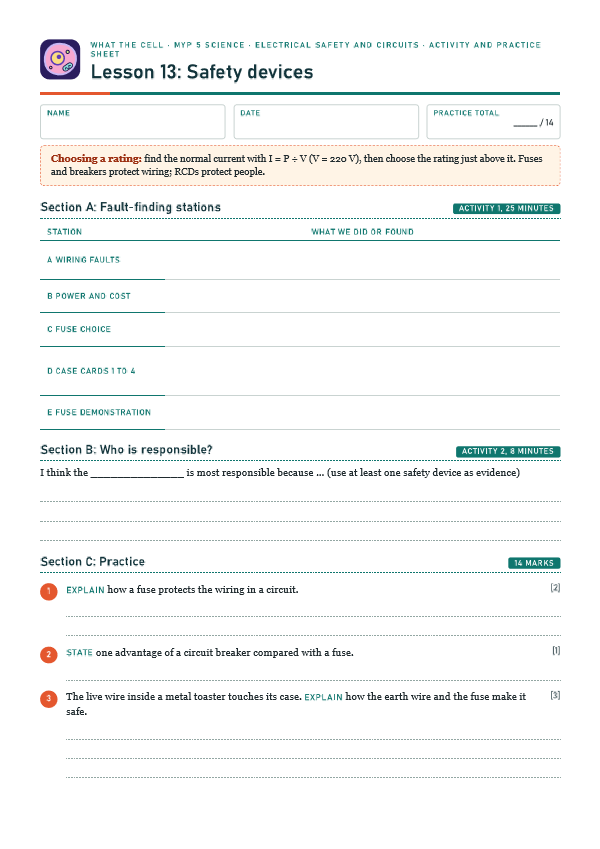 WHAT THE CELL · MYP 5 SCIENCE · ELECTRICAL SAFETY AND CIRCUITS · ACTIVITY AND PRACTICE
SHEET
Lesson 13: Safety devices
NAME
DATE
PRACTICE TOTAL
_____ / 14
Choosing a rating: find the normal current with I = P ÷ V (V = 220 V), then choose the rating just above it. Fuses
and breakers protect wiring; RCDs protect people.
Section A: Fault-finding stations
ACTIVITY 1, 25 MINUTES
STATION WHAT WE DID OR FOUND
A WIRING FAULTS
B POWER AND COST
C FUSE CHOICE
D CASE CARDS 1 TO 4
E FUSE DEMONSTRATION
Section B: Who is responsible?
ACTIVITY 2, 8 MINUTES
I think the ________________ is most responsible because ... (use at least one safety device as evidence)
Section C: Practice
14 MARKS
1 EXPLAIN how a fuse protects the wiring in a circuit. [2]
2 STATE one advantage of a circuit breaker compared with a fuse. [1]
3 The live wire inside a metal toaster touches its case. EXPLAIN how the earth wire and the fuse make it [3]
safe.